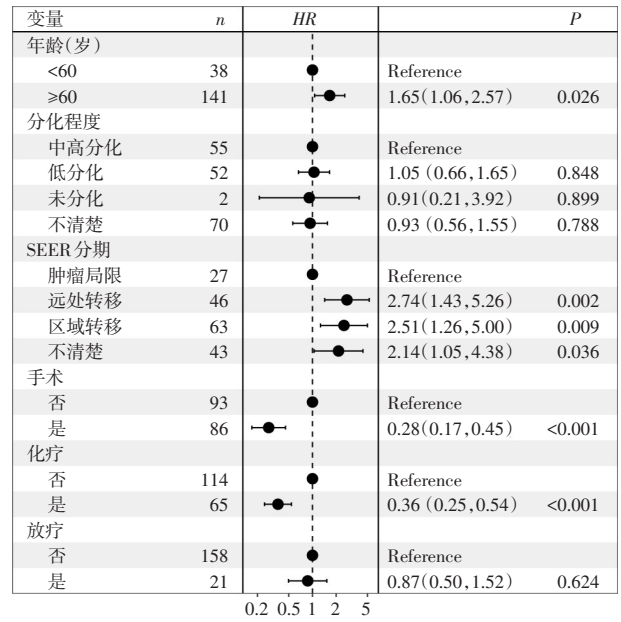 变量 n HR P
年龄(岁)
<60 38 Reference
≥60 141 1.65(1.06,2.57) 0.026
分化程度
中高分化 55 Reference
低分化 52 1.05 (0.66,1.65) 0.848
未分化 2 0.91(0.21,3.92) 0.899
不清楚 70 0.93 (0.56,1.55) 0.788
SEER分期
肿瘤局限 27 Reference
远处转移 46 2.74(1.43,5.26) 0.002
区域转移 63 2.51(1.26,5.00) 0.009
不清楚 43 2.14(1.05,4.38) 0.036
手术
否 93 Reference
是 86 0.28(0.17,0.45) <0.001
化疗
否 114 Reference
是 65 0.36 (0.25,0.54) <0.001
放疗
否 158 Reference
是 21 0.87(0.50,1.52) 0.624
0.2 0.5 1 2 5